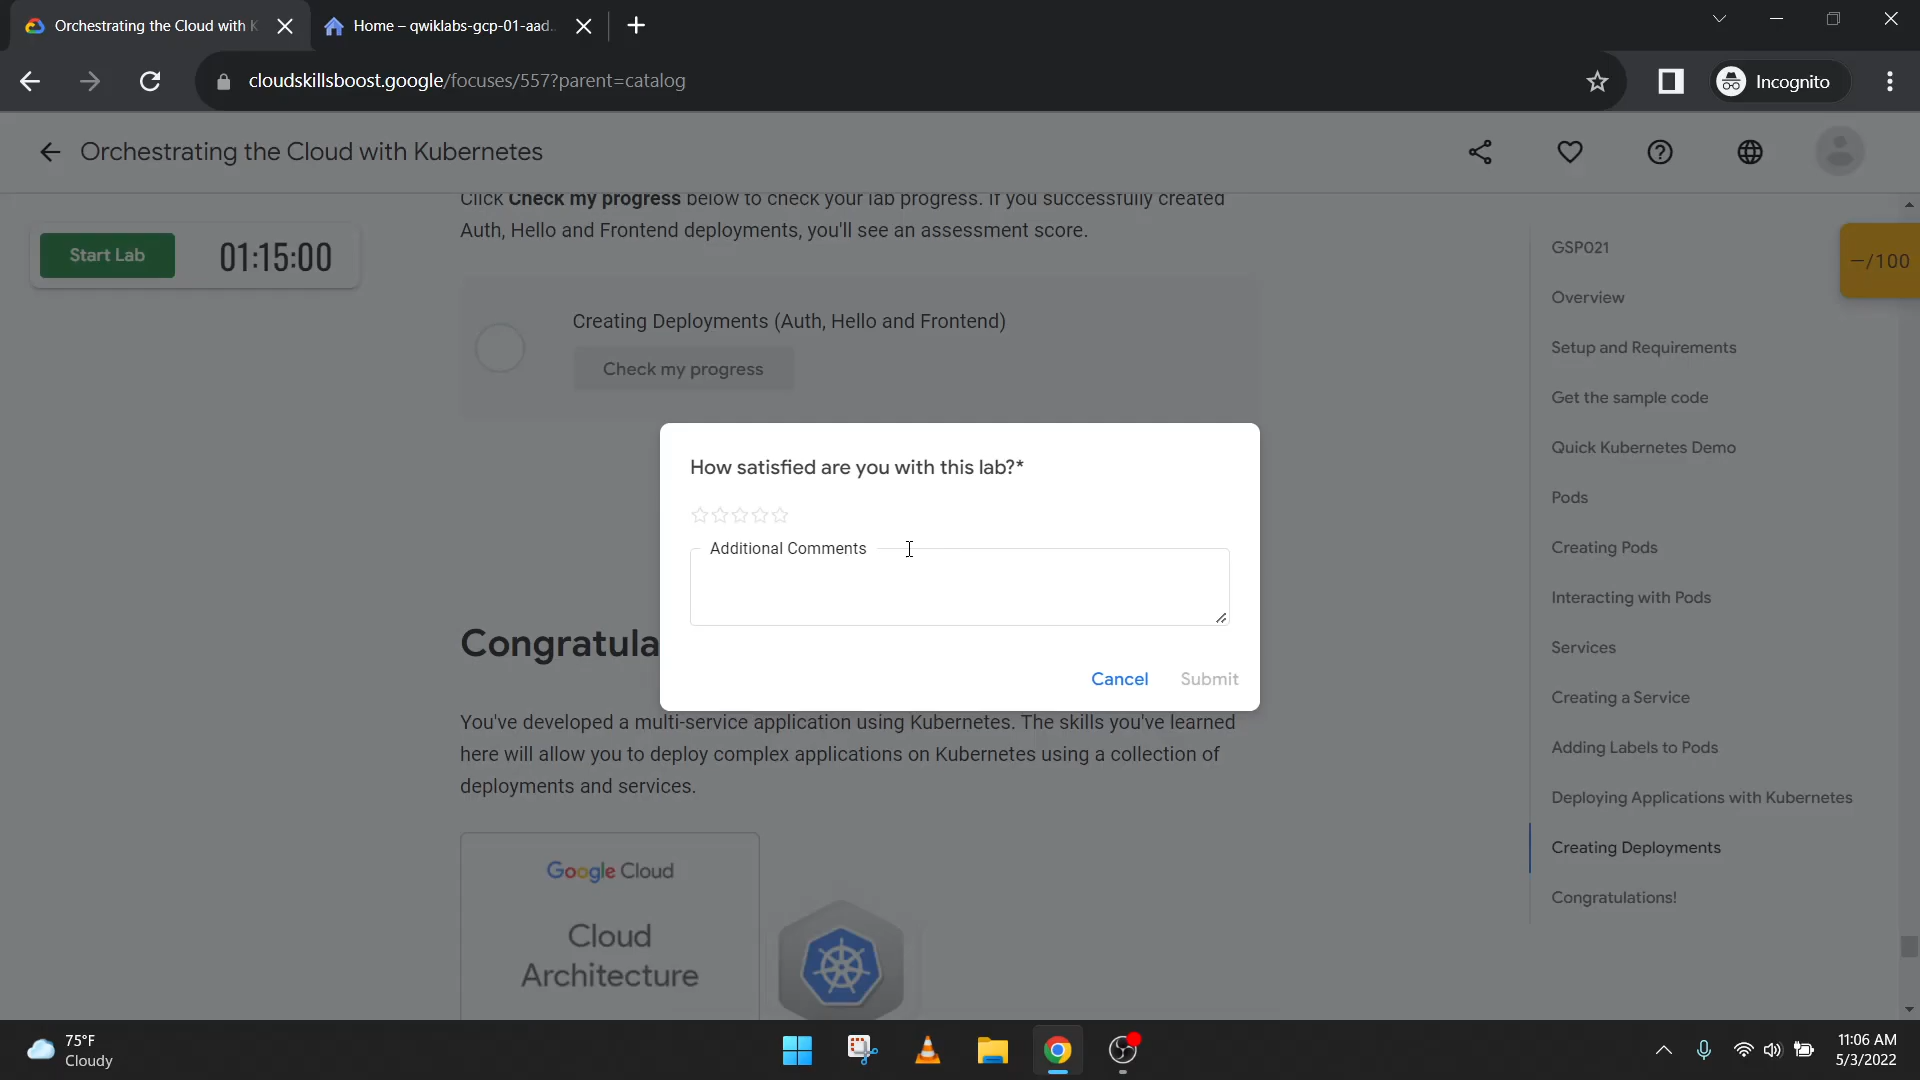 Orchestrating the Cloud with K
Home – qwiklabs-gcp-01-aad
cloudskillsboost.google/focuses/557?parent=catalog
Incognito
Orchestrating the Cloud with Kubernetes
Start Lab
01:15:00
Click Check my progress below to check your lab progress. If you successfully created
Auth, Hello and Frontend deployments, you'll see an assessment score.
Creating Deployments (Auth, Hello and Frontend)
Check my progress
How satisfied are you with this lab?*
Additional Comments
Cancel
Submit
Congratula
You've developed a multi-service application using Kubernetes. The skills you've learned
here will allow you to deploy complex applications on Kubernetes using a collection of
deployments and services.
Google Cloud
Cloud
Architecture
GSP021
Overview
Setup and Requirements
Get the sample code
Quick Kubernetes Demo
Pods
Creating Pods
Interacting with Pods
Services
Creating a Service
Adding Labels to Pods
Deploying Applications with Kubernetes
Creating Deployments
Congratulations!
–/100
75°F
Cloudy
11:06 AM
5/3/2022